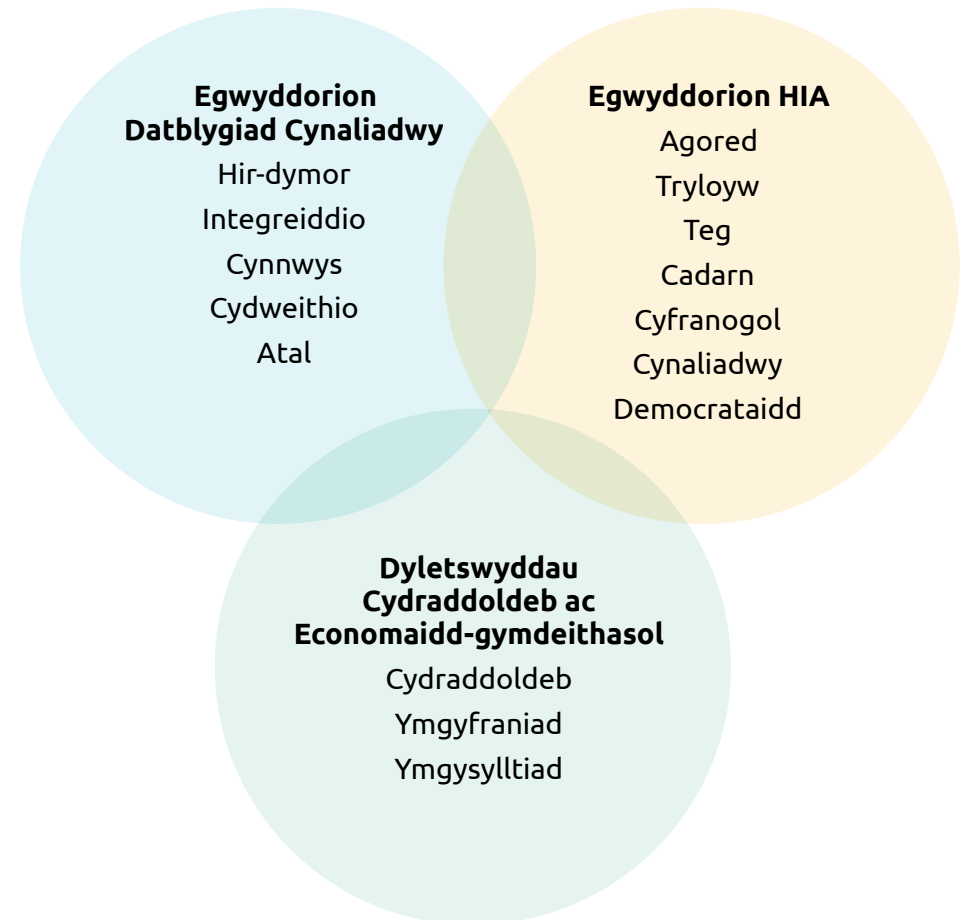 Egwyddorion
Datblygiad Cynaliadwy
Hir-dymor
Integreiddio
Cynnwys
Cydweithio
Atal
Egwyddorion HIA
Agored
Tryloyw
Teg
Cadarn
Cyfranogol
Cynaliadwy
Democrataidd
Dyletswyddau
Cydraddoldeb ac
Economaidd-gymdeithasol
Cydraddoldeb
Ymgyfraniad
Ymgysylltiad